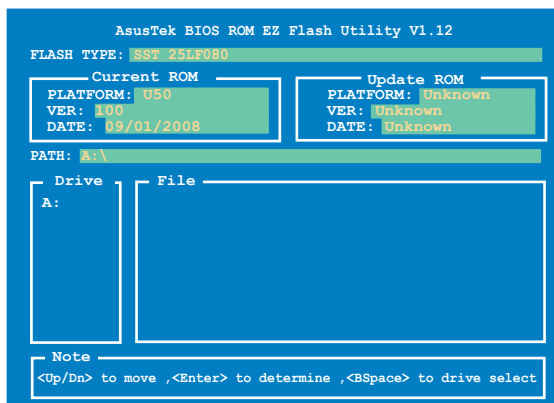 AsusTek BIOS ROM EZ Flash Utility V1.12
FLASH TYPE: SST 25LF080
Current ROM
PLATFORM: U50
VER: 100
DATE: 09/01/2008
Update ROM
PLATFORM: Unknown
VER: Unknown
DATE: Unknown
PATH: A:\
Drive
A:
File
Note
<Up/Dn> to move ,<Enter> to determine ,<BSpace> to drive select